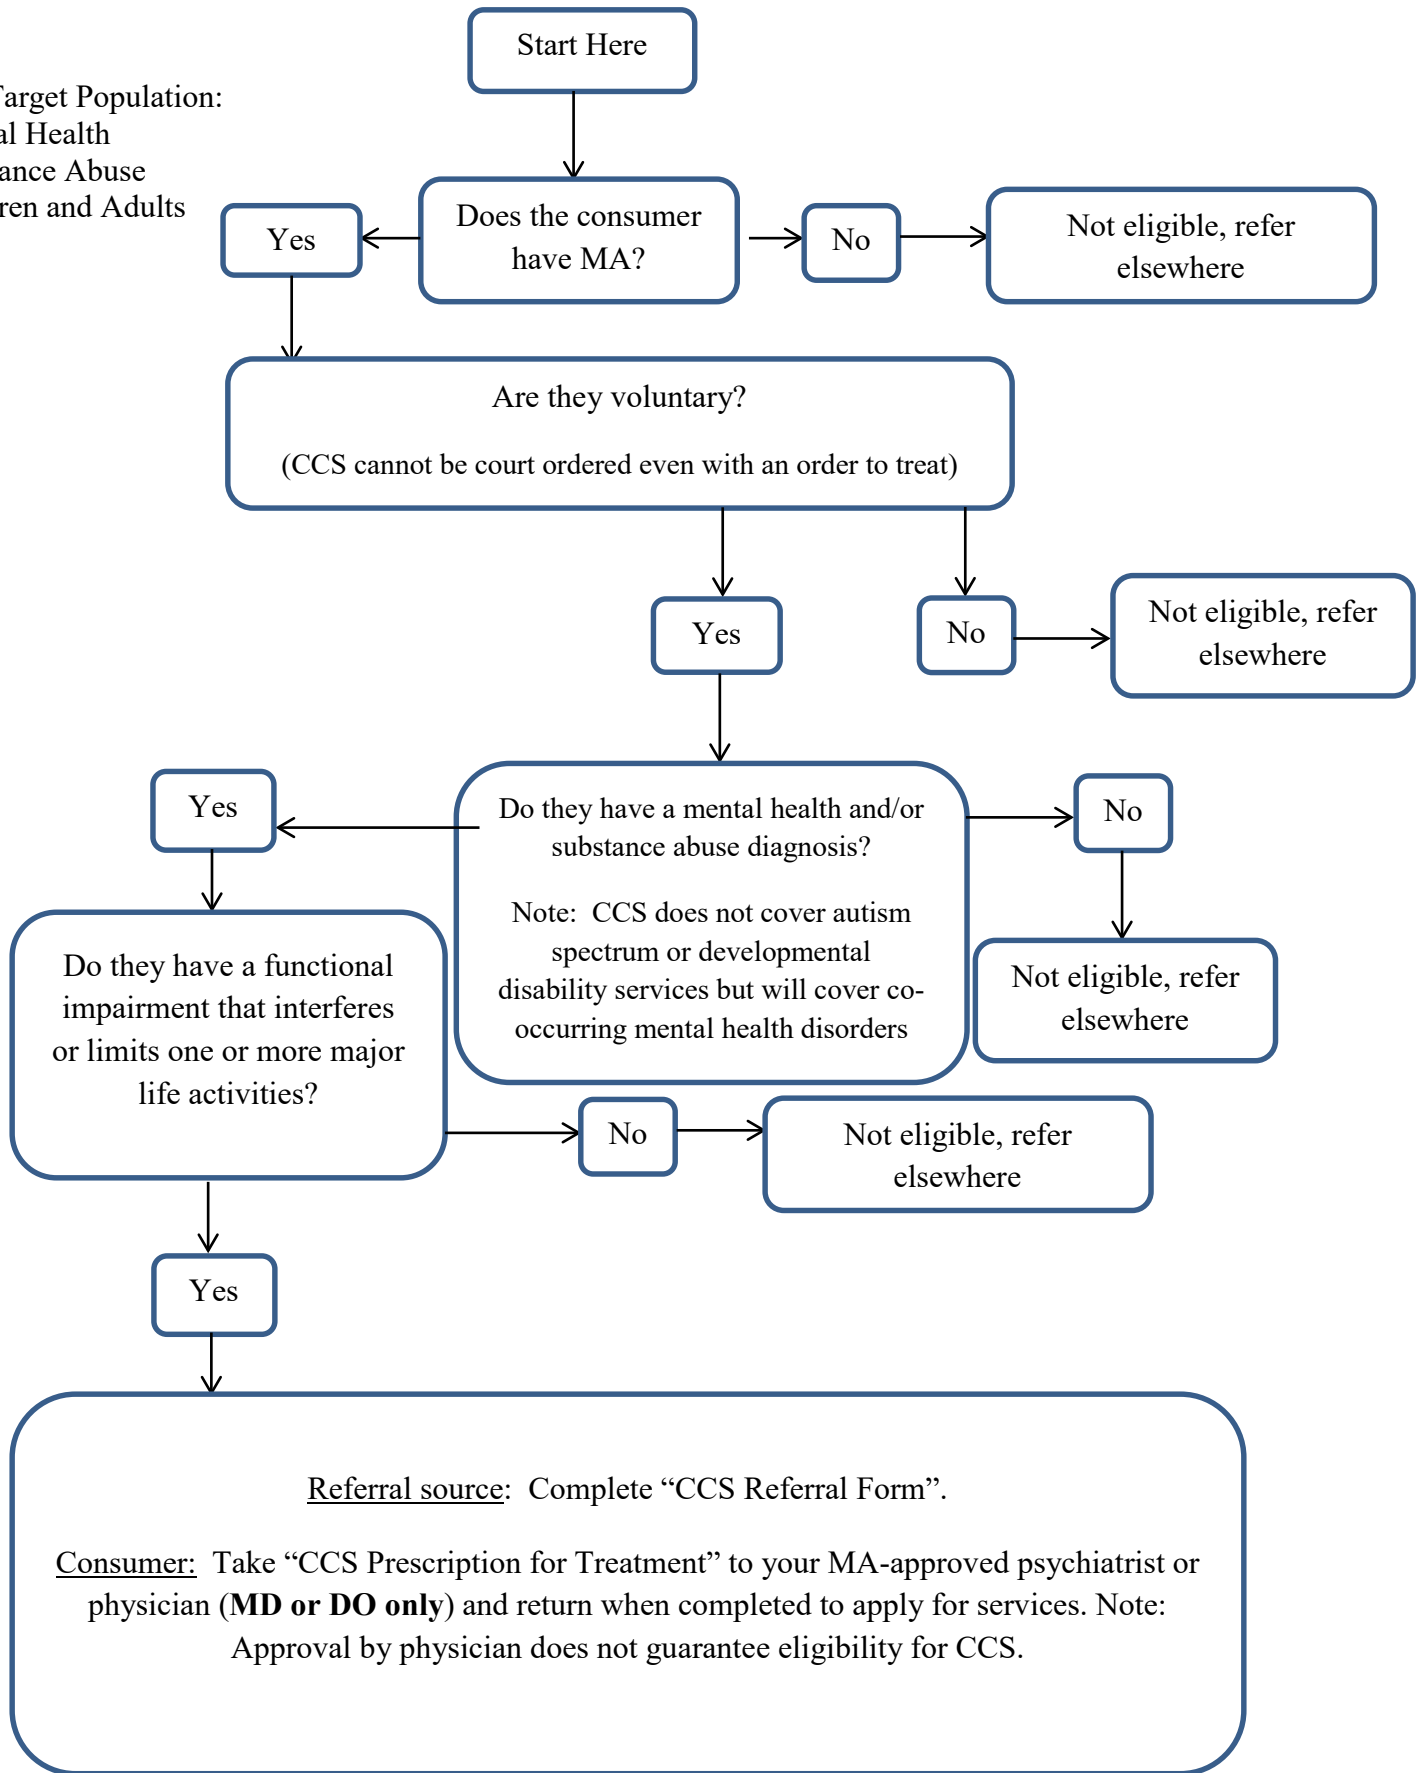 Start Here
Target Population:
al Health
ance Abuse
ren and Adults
Does the consumer
have MA?
Yes
No
Not eligible, refer
elsewhere
Are they voluntary?
(CCS cannot be court ordered even with an order to treat)
Yes
No
Not eligible, refer
elsewhere
Do they have a mental health and/or
substance abuse diagnosis?
Note:  CCS does not cover autism
spectrum or developmental
disability services but will cover co-
occurring mental health disorders
Yes
No
Not eligible, refer
elsewhere
Do they have a functional
impairment that interferes
or limits one or more major
life activities?
No
Not eligible, refer
elsewhere
Yes
Referral source:  Complete “CCS Referral Form”.
Consumer:  Take “CCS Prescription for Treatment” to your MA-approved psychiatrist or
physician (MD or DO only) and return when completed to apply for services. Note:
Approval by physician does not guarantee eligibility for CCS.